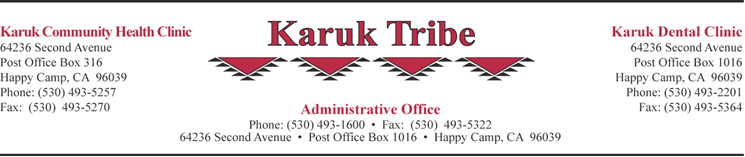 Karuk Community Health Clinic
64236 Second Avenue
Post Office Box 316
Happy Camp, CA  96039
Phone: (530) 493-5257
Fax:  (530)  493-5270
Karuk Tribe
Administrative Office
Phone: (530) 493-1600  •  Fax:  (530)  493-5322
64236 Second Avenue  •  Post Office Box 1016  •  Happy Camp, CA  96039
Karuk Dental Clinic
64236 Second Avenue
Post Office Box 1016
Happy Camp, CA  96039
Phone: (530) 493-2201
Fax: (530) 493-5364